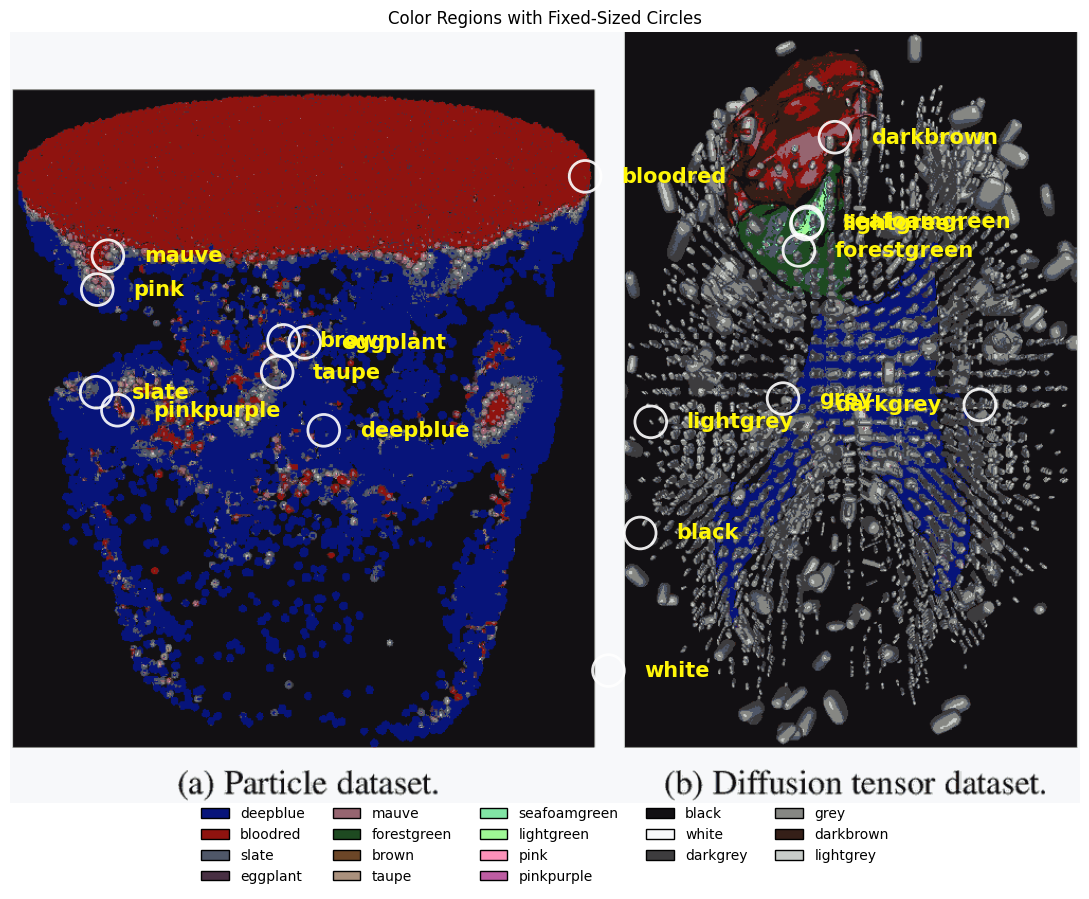 Color Regions with Fixed-Sized Circles
darkbrown
bloodred
seafoamgreen
lightgreen
forestgreen
mauve
pink
brown
eggplant
taupe
slate
pinkpurple
deepblue
grey
darkgrey
lightgrey
black
white
(a) Particle dataset.
(b) Diffusion tensor dataset.
deepblue
bloodred
slate
eggplant
mauve
forestgreen
brown
taupe
seafoamgreen
lightgreen
pink
pinkpurple
black
white
darkgrey
grey
darkbrown
lightgrey